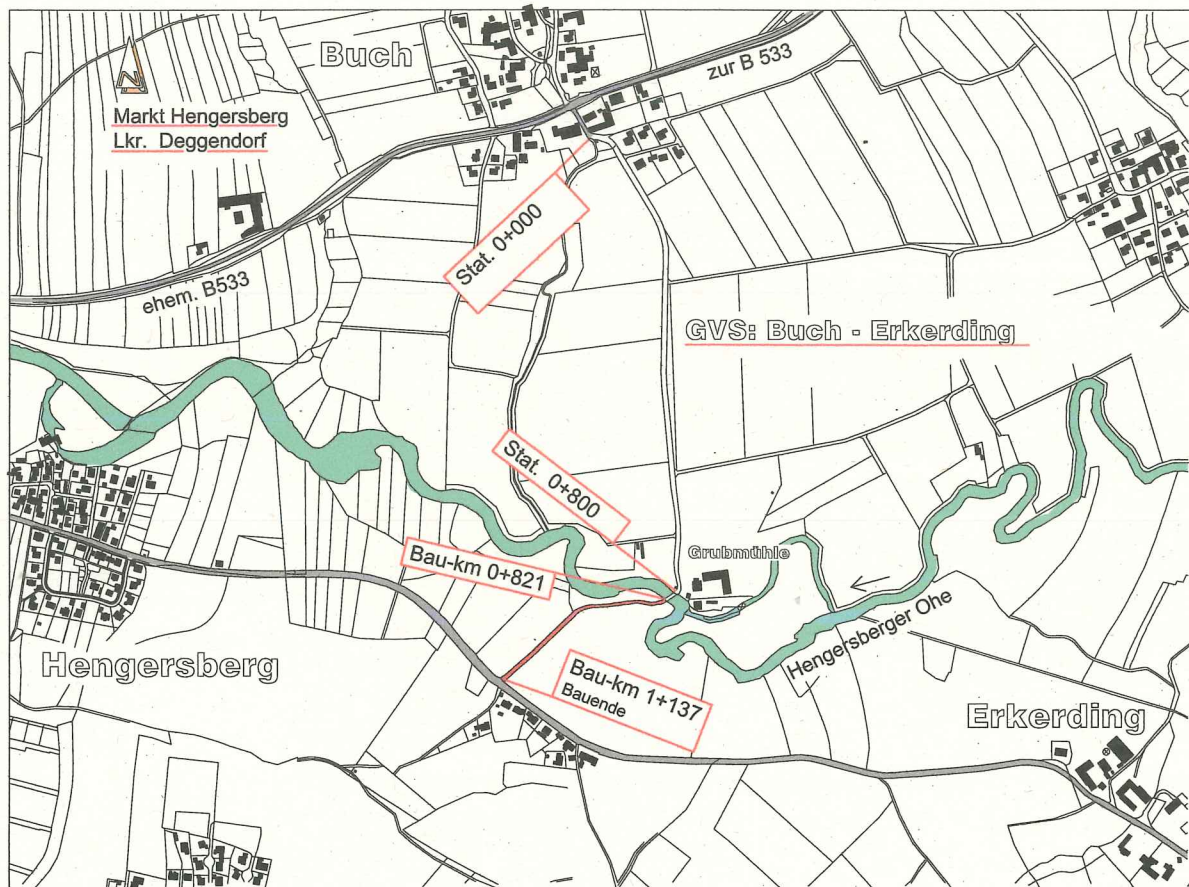 Buch
zur B 533
N
Markt Hengersberg
Lkr. Deggendorf
Stat. 0+000
ehem. B533
GVS: Buch - Erkerding
Stat. 0+800
Bau-km 0+821
Grubmühle
Hengersberger Ohe
Hengersberg
Bau-km 1+137
Bauende
Erkerding